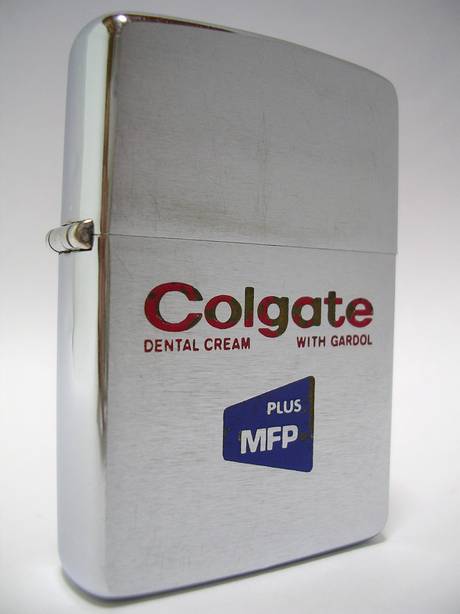 Colgate
DENTAL CREAM WITH GARDOL
PLUS
MFP